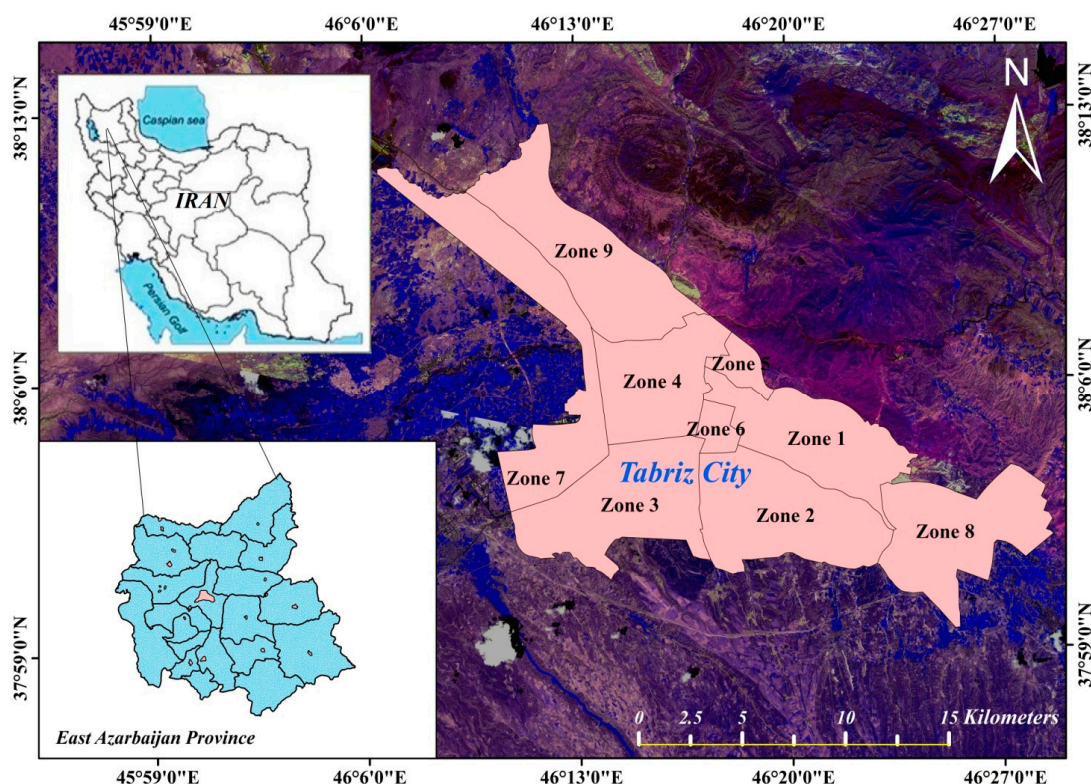 45°59'0"E 46°6'0"E 46°13'0"E 46°20'0"E 46°27'0"E
38°13'0"N
38°13'0"N
N
Caspian sea
IRAN
Persian Golf
Zone 9
38°6'0"N
38°6'0"N
Zone 5
Zone 4
Zone 6
Zone 1
Tabriz City
Zone 7
Zone 3
Zone 2
Zone 8
37°59'0"N
37°59'0"N
0 2.5 5 10 15 Kilometers
East Azarbaijan Province
45°59'0"E 46°6'0"E 46°13'0"E 46°20'0"E 46°27'0"E